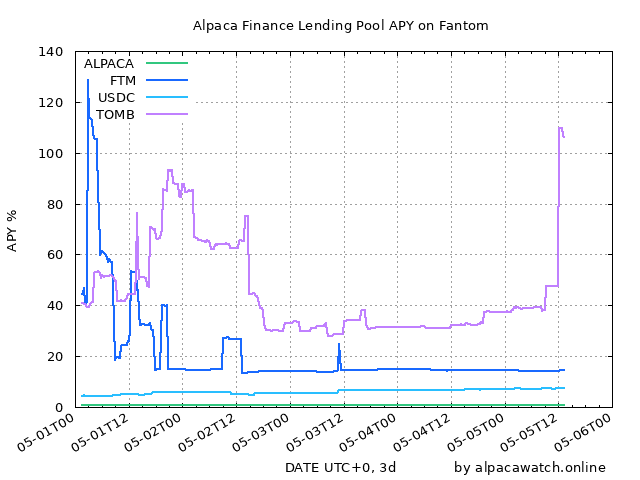 Alpaca Finance Lending Pool APY on Fantom
140
120
100
80
60
40
20
0
APY %
ALPACA
FTM
USDC
TOMB
05-01T00
05-01T12
05-02T00
05-02T12
05-03T00
05-03T12
05-04T00
05-04T12
05-05T00
05-05T12
05-06T00
DATE UTC+0, 3d
by alpacawatch.online